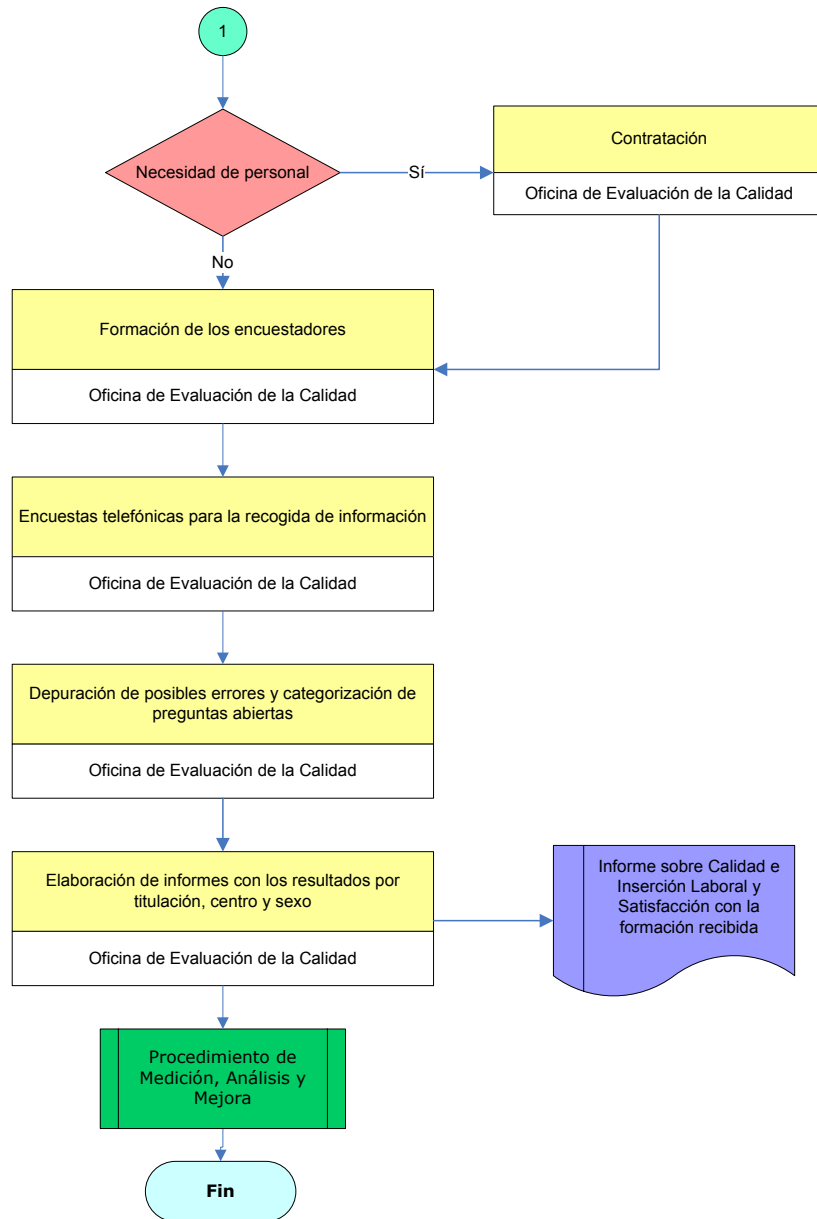 1
Necesidad de personal
Sí
Contratación
Oficina de Evaluación de la Calidad
No
Formación de los encuestadores
Oficina de Evaluación de la Calidad
Encuestas telefónicas para la recogida de información
Oficina de Evaluación de la Calidad
Depuración de posibles errores y categorización de
preguntas abiertas
Oficina de Evaluación de la Calidad
Elaboración de informes con los resultados por
titulación, centro y sexo
Oficina de Evaluación de la Calidad
Informe sobre Calidad e
Inserción Laboral y
Satisfacción con la
formación recibida
Procedimiento de
Medición, Análisis y
Mejora
Fin